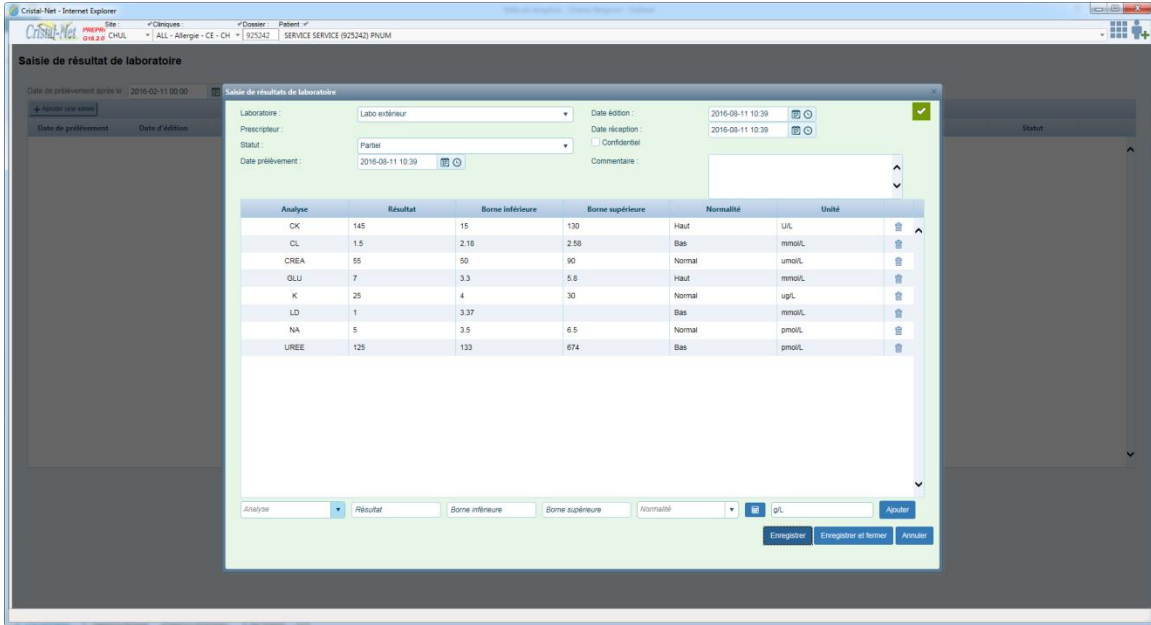 Cristal-Net - Internet Explorer
Cristal-Net PREPR G16.2.0
Site : Cliniques : Dossier : Patient
CHUL ALL - Allergie - CE - CH 925242 SERVICE SERVICE (925242) PNUM
Saisie de résultat de laboratoire
Date de prélèvement après le 2016-02-11 00:00
+ Ajouter une saisie
Date de prélèvement Date d'édition Statut
Saisie de résultats de laboratoire
Laboratoire : Labo extérieur Date édition : 2016-08-11 10:39
Prescripteur : Date réception : 2016-08-11 10:39
Statut : Partiel Confidentiel
Date prélèvement : 2016-08-11 10:39 Commentaire :
Analyse Résultat Borne inférieure Borne supérieure Normalité Unité
CK 145 15 130 Haut U/L
CL 1.5 2.18 2.58 Bas mmol/L
CREA 55 50 90 Normal umol/L
GLU 7 3.3 5.8 Haut mmol/L
K 25 4 30 Normal ug/L
LD 1 3.37 Bas mmol/L
NA 5 3.5 6.5 Normal pmol/L
UREE 125 133 674 Bas pmol/L
Analyse Résultat Borne inférieure Borne supérieure Normalité g/L Ajouter
Enregistrer Enregistrer et fermer Annuler